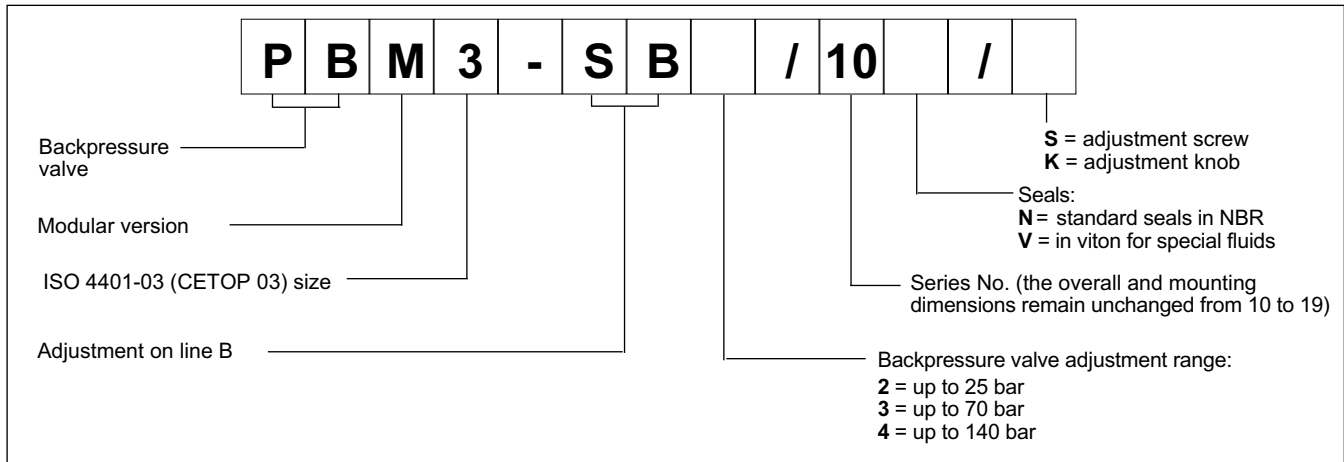 PBM3-SB / 10 /
Backpressure
valve
Modular version
ISO 4401-03 (CETOP 03) size
Adjustment on line B
S = adjustment screw
K = adjustment knob
Seals:
N = standard seals in NBR
V = in viton for special fluids
Series No. (the overall and mounting
dimensions remain unchanged from 10 to 19)
Backpressure valve adjustment range:
2 = up to 25 bar
3 = up to 70 bar
4 = up to 140 bar